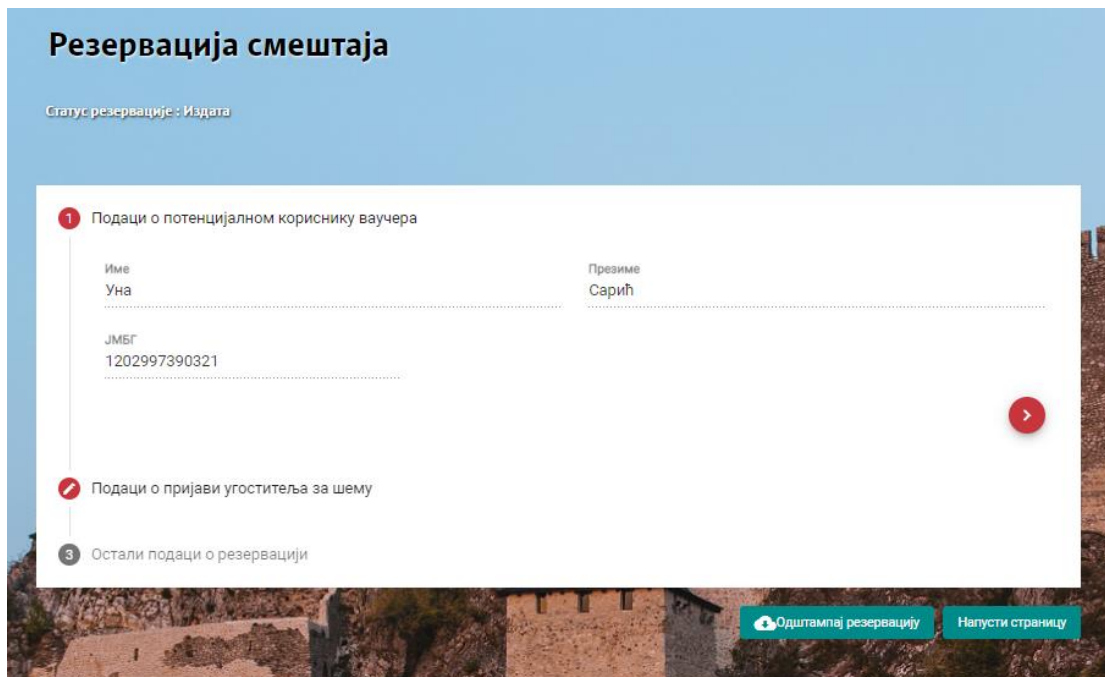 Резервација смештаја
Статус резервације : Издата
1 Подаци о потенцијалном кориснику ваучера
Име Презиме
Уна Сарић
ЈМБГ
1202997390321
Подаци о пријави угоститеља за шему
3 Остали подаци о резервацији
Одштампај резервацију Напусти страницу